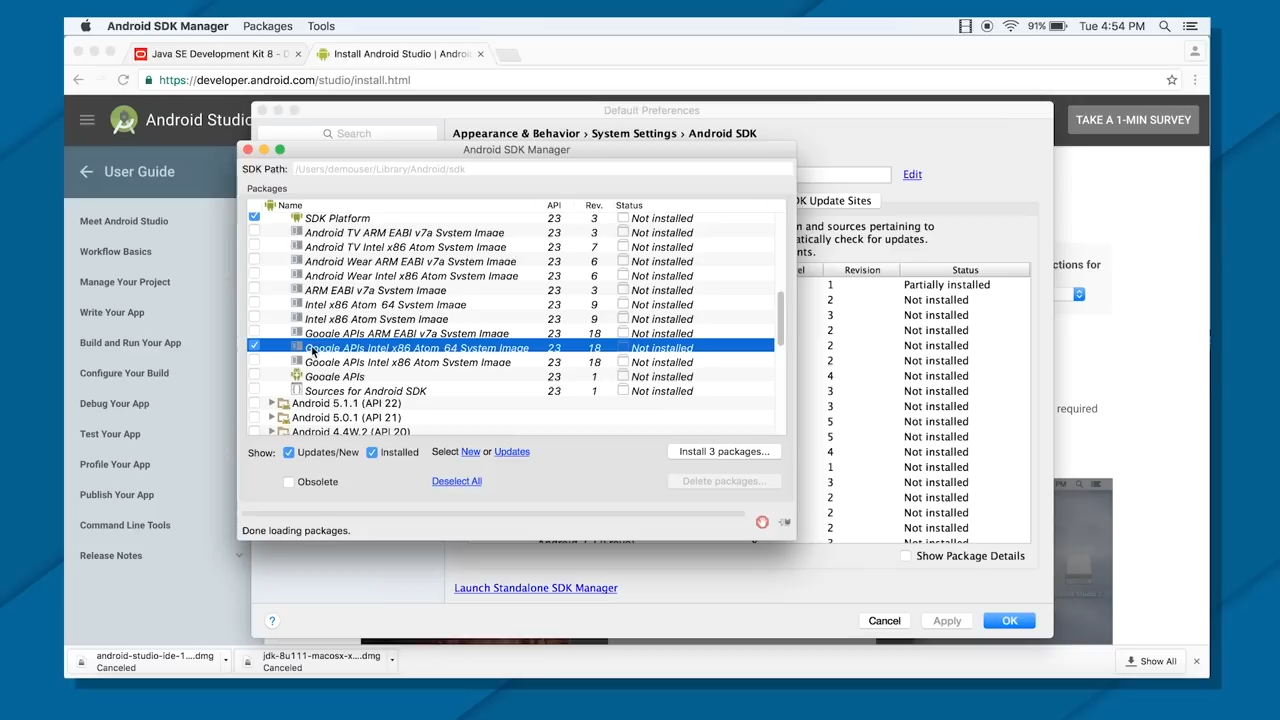 Android SDK Manager Packages Tools 91% Tue 4:54 PM
Java SE Development Kit 8 - D Install Android Studio | Androi
https://developer.android.com/studio/install.html
Android Studio
TAKE A 1-MIN SURVEY
User Guide
Meet Android Studio
Workflow Basics
Manage Your Project
Write Your App
Build and Run Your App
Configure Your Build
Debug Your App
Test Your App
Profile Your App
Publish Your App
Command Line Tools
Release Notes
Default Preferences
Search
Appearance & Behavior › System Settings › Android SDK
Edit
DK Update Sites
n and sources pertaining to
atically check for updates.
nts.
el Revision Status
1 Partially installed
2 Not installed
3 Not installed
2 Not installed
2 Not installed
2 Not installed
4 Not installed
3 Not installed
3 Not installed
5 Not installed
5 Not installed
4 Not installed
1 Not installed
3 Not installed
2 Not installed
2 Not installed
2 Not installed
Not installed
Show Package Details
Launch Standalone SDK Manager
? Cancel Apply OK
ctions for
required
PM
Android SDK Manager
SDK Path: /Users/demouser/Library/Android/sdk
Packages
Name API Rev. Status
SDK Platform 23 3 Not installed
Android TV ARM EABI v7a System Image 23 3 Not installed
Android TV Intel x86 Atom System Image 23 7 Not installed
Android Wear ARM EABI v7a System Image 23 6 Not installed
Android Wear Intel x86 Atom System Image 23 6 Not installed
ARM EABI v7a System Image 23 3 Not installed
Intel x86 Atom_64 System Image 23 9 Not installed
Intel x86 Atom System Image 23 9 Not installed
Google APIs ARM EABI v7a System Image 23 18 Not installed
Google APIs Intel x86 Atom_64 System Image 23 18 Not installed
Google APIs Intel x86 Atom System Image 23 18 Not installed
Google APIs 23 1 Not installed
Sources for Android SDK 23 1 Not installed
Android 5.1.1 (API 22)
Android 5.0.1 (API 21)
Android 4.4W.2 (API 20)
Show: Updates/New Installed Select New or Updates Install 3 packages...
Obsolete Deselect All Delete packages...
Done loading packages.
android-studio-ide-1....dmg
Canceled
jdk-8u111-macosx-x....dmg
Canceled
Show All